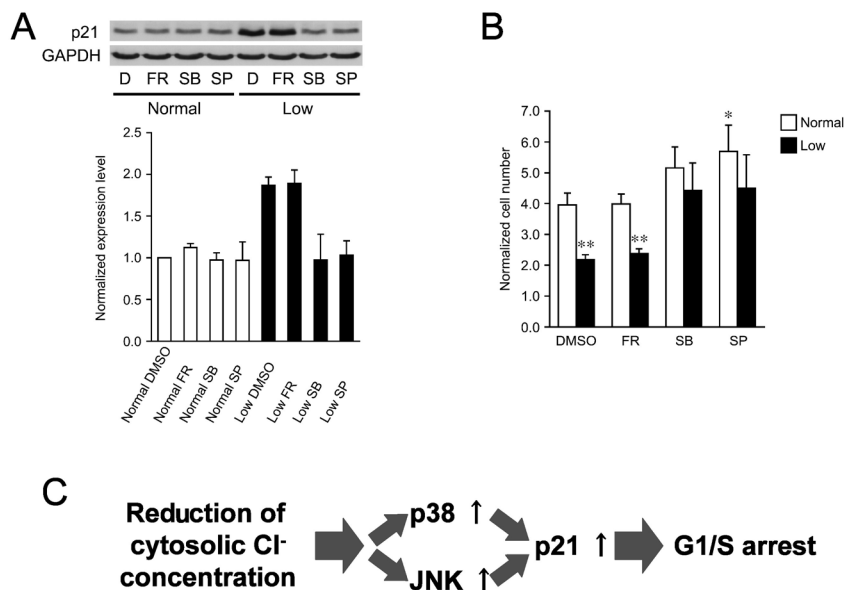 A
p21
GAPDH
D FR SB SP D FR SB SP
Normal Low
Normalized expression level
2.5
2.0
1.5
1.0
0.5
0.0
Normal DMSO
Normal FR
Normal SB
Normal SP
Low DMSO
Low FR
Low SB
Low SP
B
Normalized cell number
7.0
6.0
5.0
4.0
3.0
2.0
1.0
0.0
**
**
*
DMSO FR SB SP
Normal
Low
C
Reduction of
cytosolic Cl-
concentration
p38 ↑
JNK ↑
p21 ↑
G1/S arrest